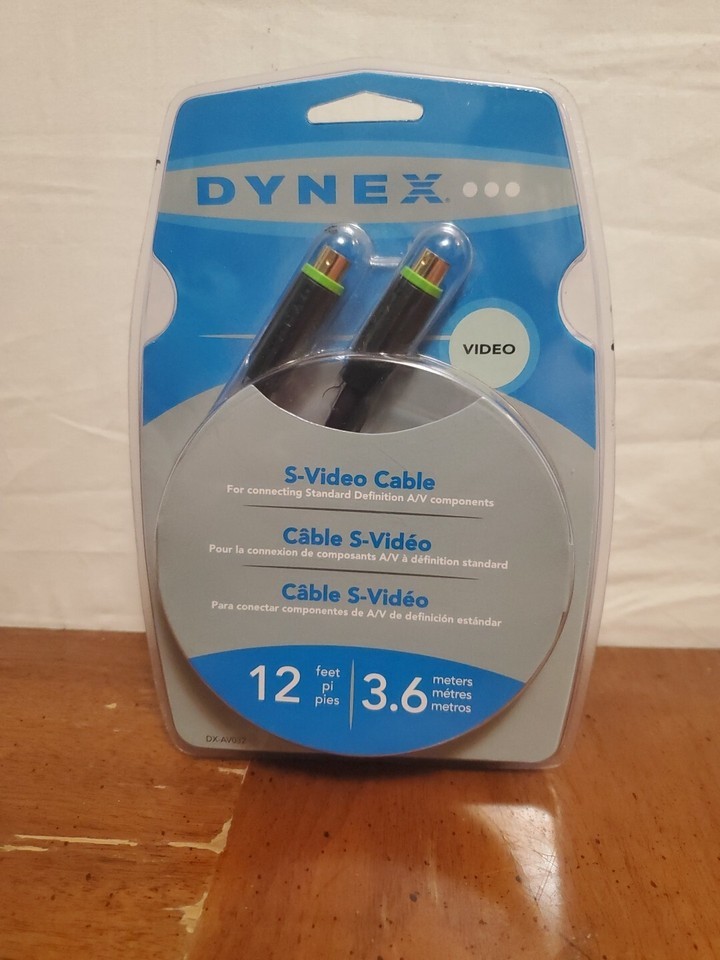 DYNEX
VIDEO
S-Video Cable
For connecting Standard Definition A/V components
Câble S-Vidéo
Pour la connexion de composants A/V à définition standard
Câble S-Vidéo
Para conectar componentes de A/V de definición estándar
12 feet pi pies | 3.6 meters métres metros